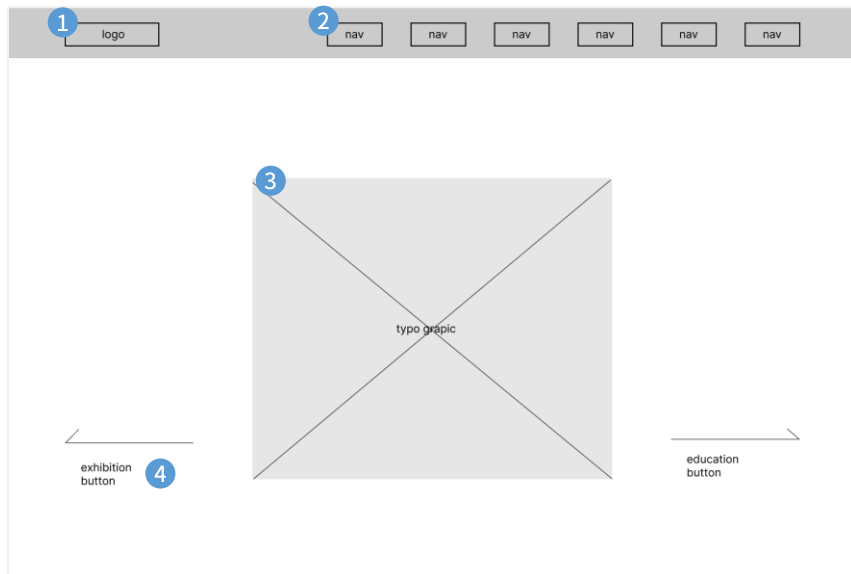 1
logo
2
nav
nav
nav
nav
nav
nav
3
typo grapic
exhibition
button
4
education
button